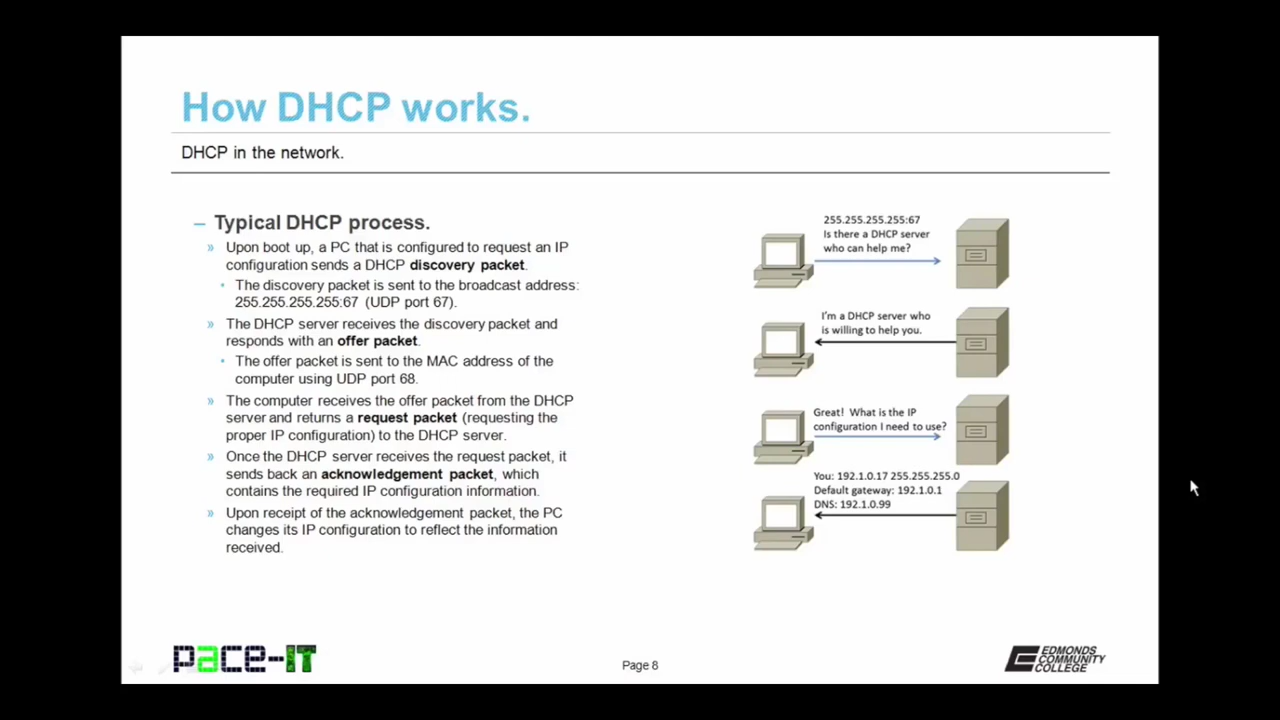 How DHCP works.
DHCP in the network.
– Typical DHCP process.
» Upon boot up, a PC that is configured to request an IP
configuration sends a DHCP discovery packet.
• The discovery packet is sent to the broadcast address:
255.255.255.255:67 (UDP port 67).
» The DHCP server receives the discovery packet and
responds with an offer packet.
• The offer packet is sent to the MAC address of the
computer using UDP port 68.
» The computer receives the offer packet from the DHCP
server and returns a request packet (requesting the
proper IP configuration) to the DHCP server.
» Once the DHCP server receives the request packet, it
sends back an acknowledgement packet, which
contains the required IP configuration information.
» Upon receipt of the acknowledgement packet, the PC
changes its IP configuration to reflect the information
received.
255.255.255.255:67
Is there a DHCP server
who can help me?
I'm a DHCP server who
is willing to help you.
Great! What is the IP
configuration I need to use?
You: 192.1.0.17 255.255.255.0
Default gateway: 192.1.0.1
DNS: 192.1.0.99
pace-IT
Page 8
EDMONDS
COMMUNITY
COLLEGE